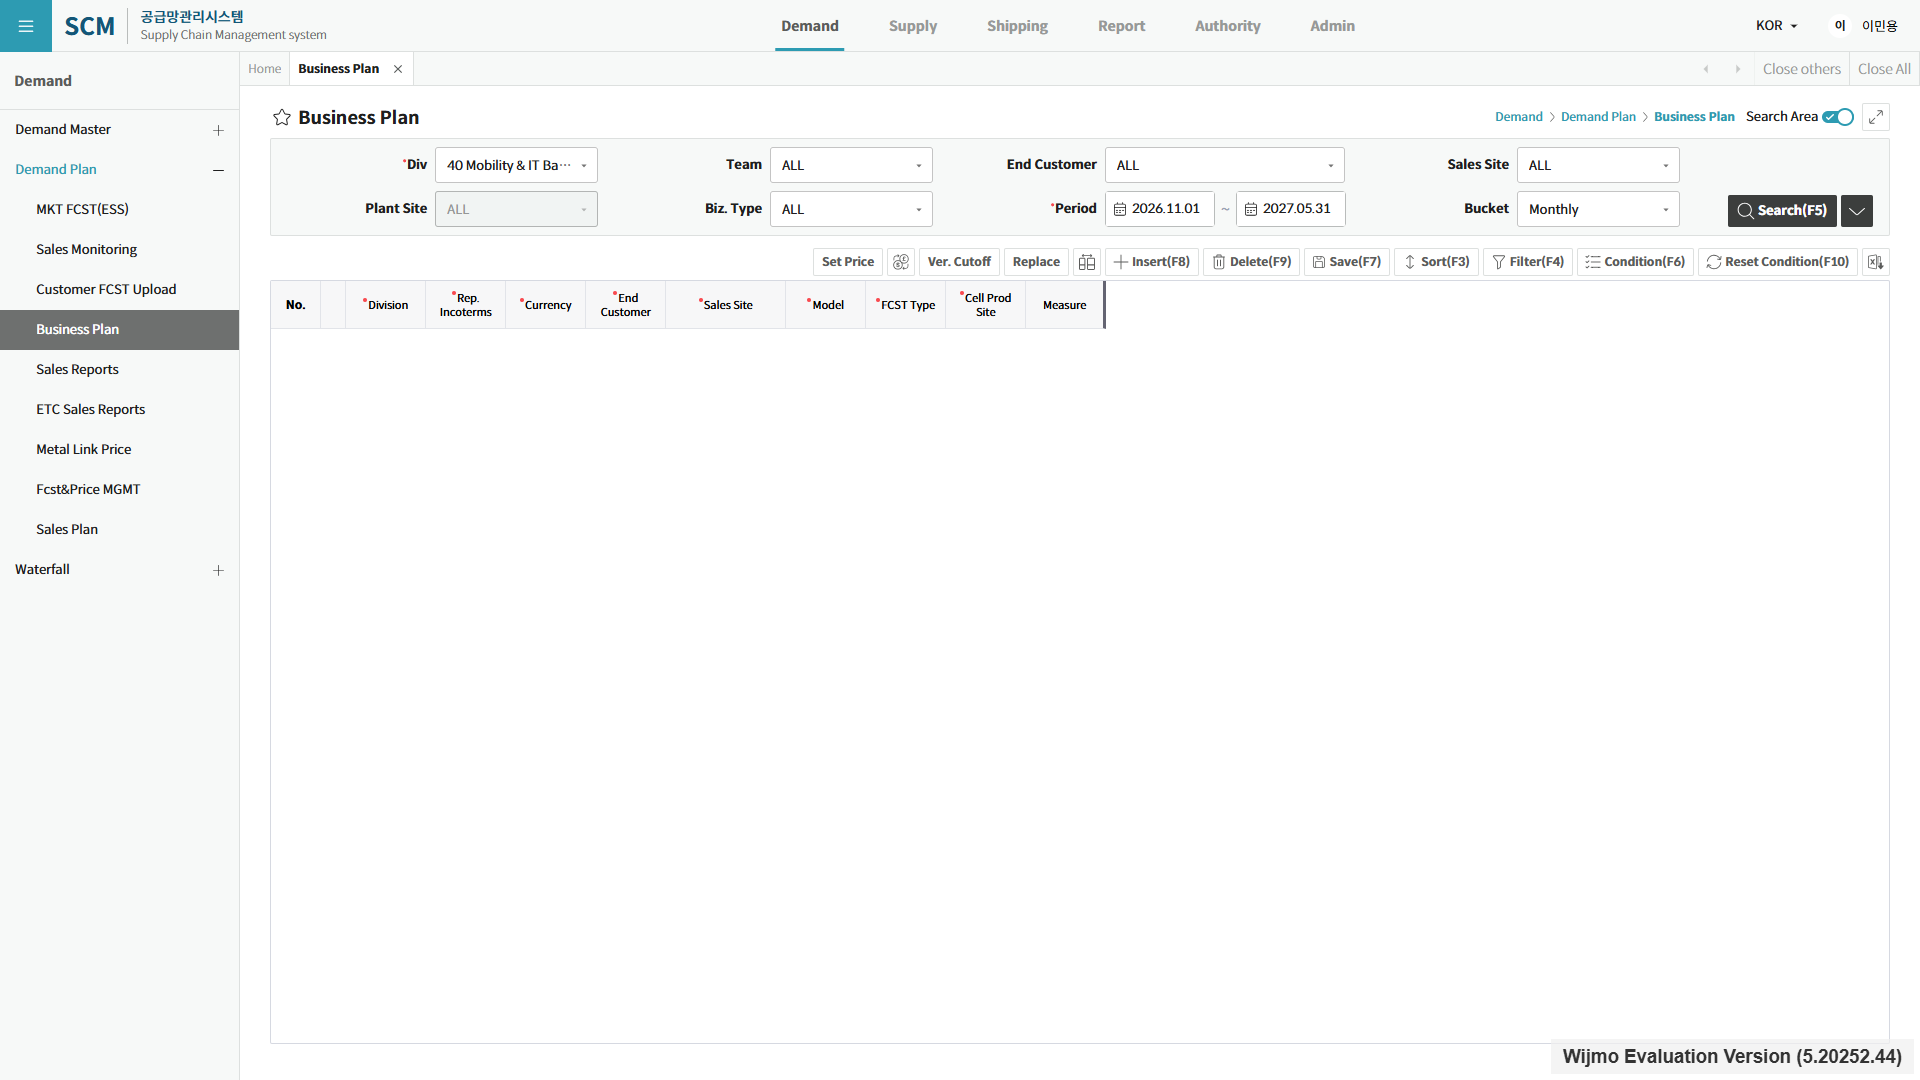 SCM
공급망관리시스템
Supply Chain Management system
Demand
Supply
Shipping
Report
Authority
Admin
KOR
이
이민용
Demand
Demand Master
Demand Plan
MKT FCST(ESS)
Sales Monitoring
Customer FCST Upload
Business Plan
Sales Reports
ETC Sales Reports
Metal Link Price
Fcst&Price MGMT
Sales Plan
Waterfall
Home
Business Plan
Close others
Close All
Business Plan
Demand > Demand Plan > Business Plan
Search Area
*Div
40 Mobility & IT Ba···
Team
ALL
End Customer
ALL
Sales Site
ALL
Plant Site
ALL
Biz. Type
ALL
*Period
2026.11.01
~
2027.05.31
Bucket
Monthly
Search(F5)
Set Price
Ver. Cutoff
Replace
Insert(F8)
Delete(F9)
Save(F7)
Sort(F3)
Filter(F4)
Condition(F6)
Reset Condition(F10)
No.
Division
Rep.
Incoterms
Currency
End
Customer
Sales Site
Model
FCST Type
Cell Prod
Site
Measure
Wijmo Evaluation Version (5.20252.44)